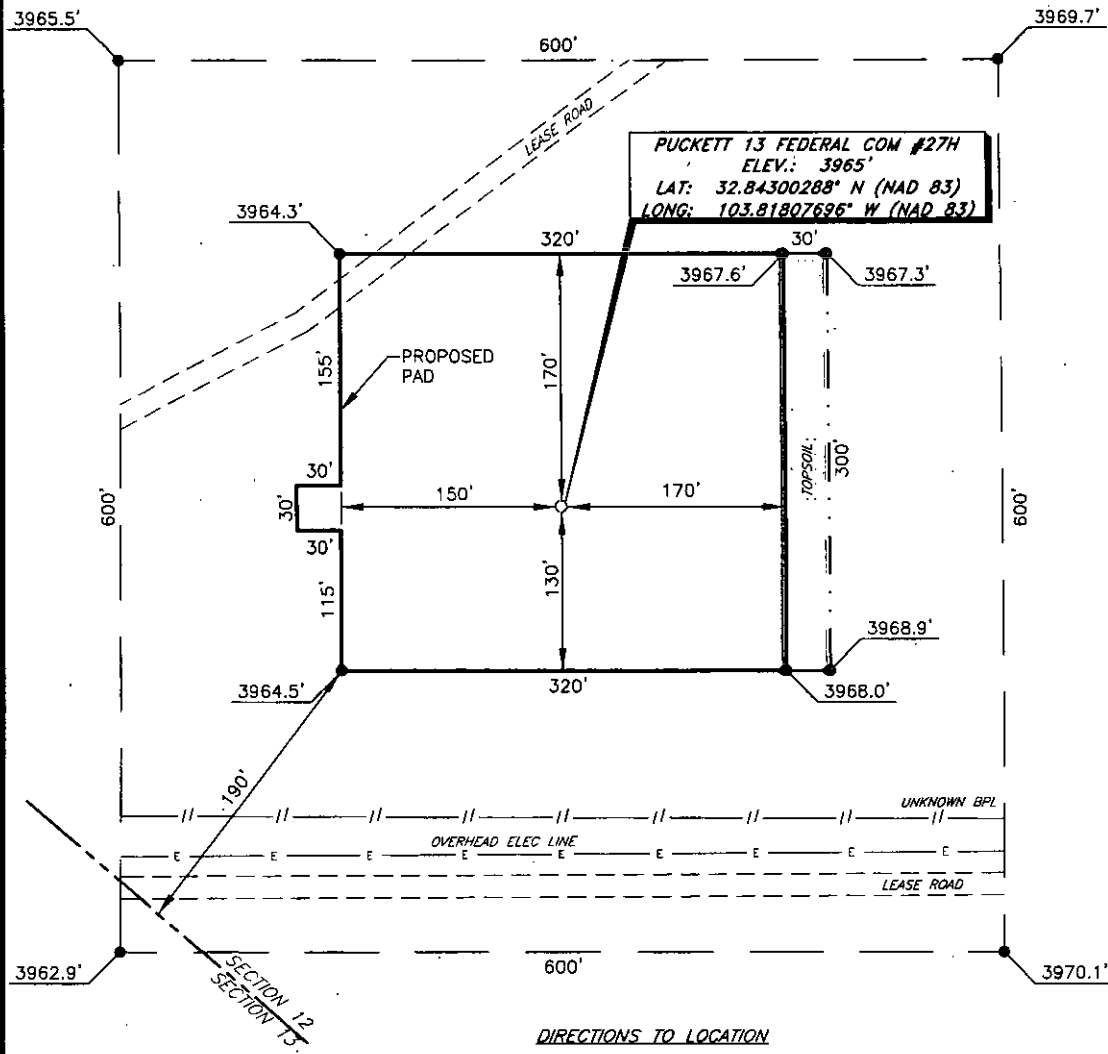 3965.5'
3969.7'
600'
LEASE ROAD
PUCKETT 13 FEDERAL COM #27H
ELEV.: 3965'
LAT: 32.84300288° N (NAD 83)
LONG: 103.81807696° W (NAD 83)
3964.3'
320'
30'
3967.6'
3967.3'
PROPOSED
PAD
155'
170'
TOPSOIL
300'
600'
30'
30'
30'
150'
170'
600'
115'
130'
3968.9'
3964.5'
320'
3968.0'
190'
UNKNOWN BPL
OVERHEAD ELEC LINE
E E E E E E E E E
LEASE ROAD
3962.9'
SECTION 12
SECTION 13
600'
3970.1'
DIRECTIONS TO LOCATION